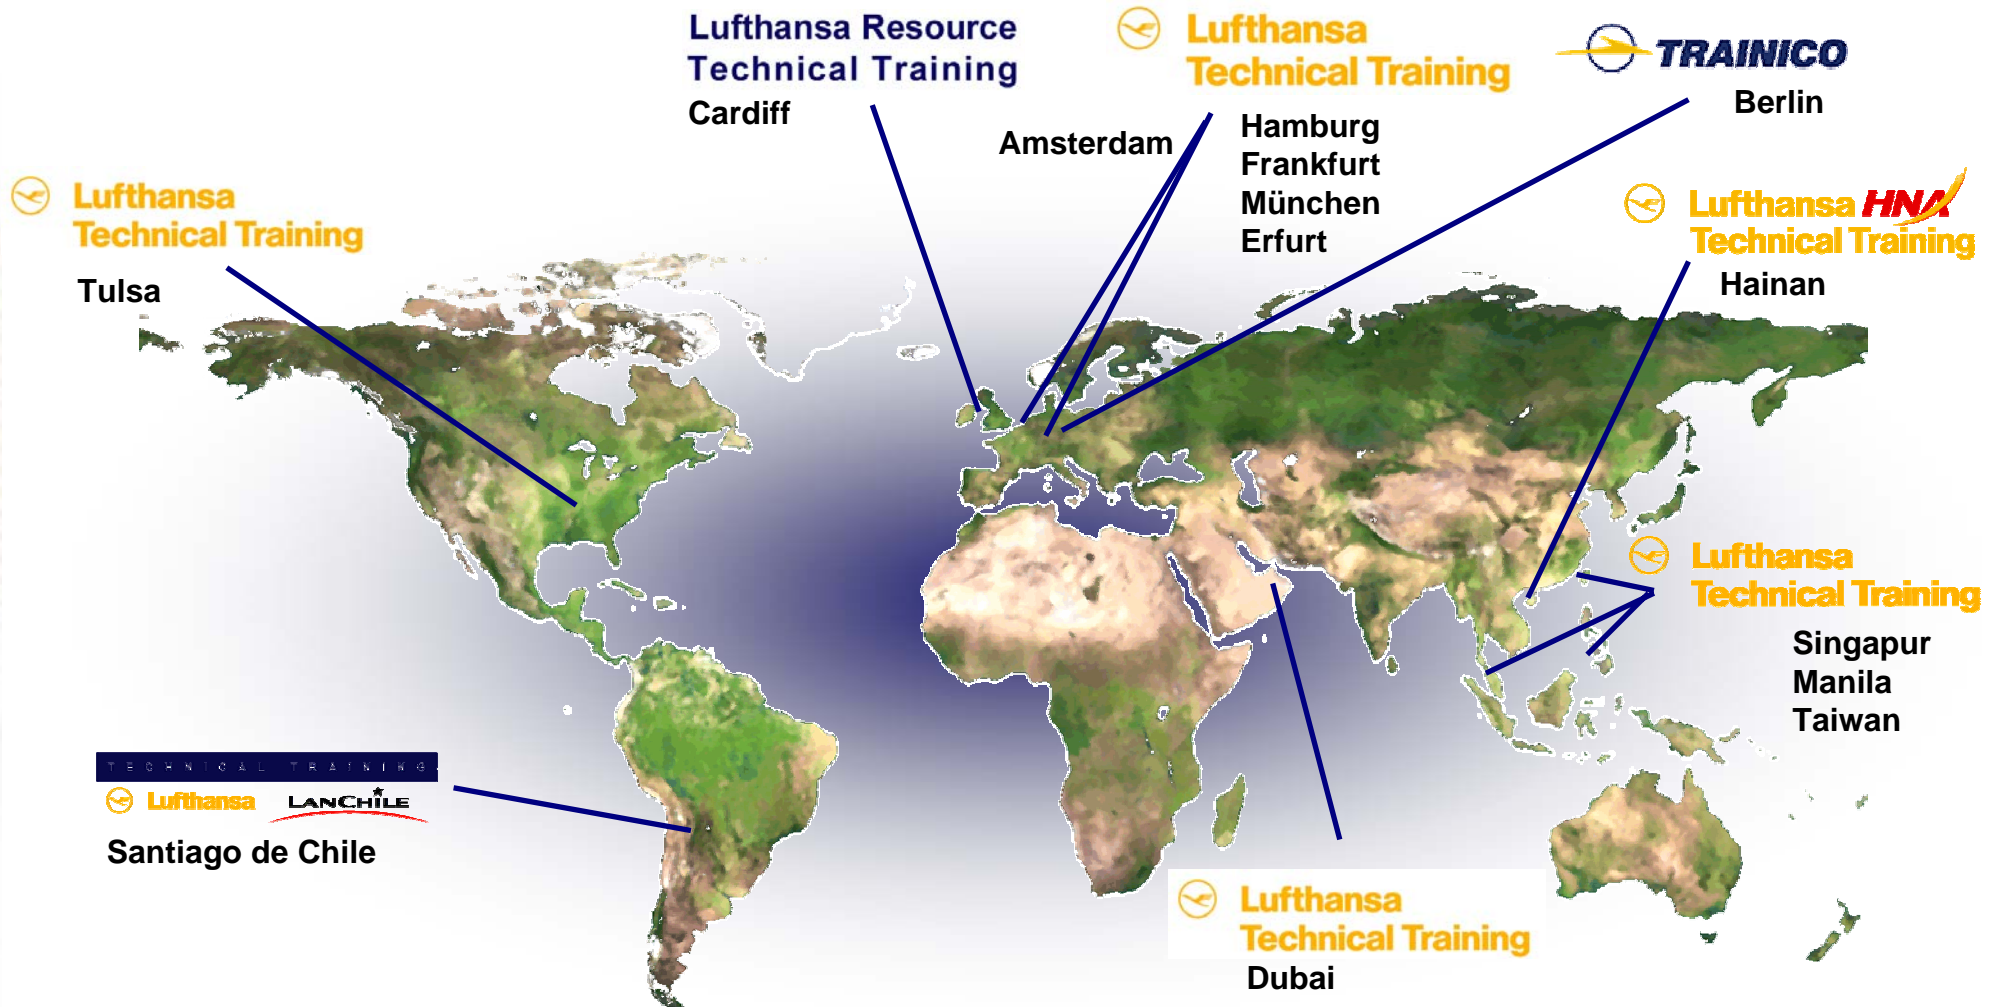 Lufthansa Resource
Technical Training
Cardiff
Lufthansa
Technical Training
Amsterdam
Hamburg
Frankfurt
München
Erfurt
TRAINICO
Berlin
Lufthansa
Technical Training
Tulsa
Lufthansa HNA
Technical Training
Hainan
Lufthansa
Technical Training
Singapur
Manila
Taiwan
TECHNICAL TRAINING
Lufthansa LANCHILE
Santiago de Chile
Lufthansa
Technical Training
Dubai